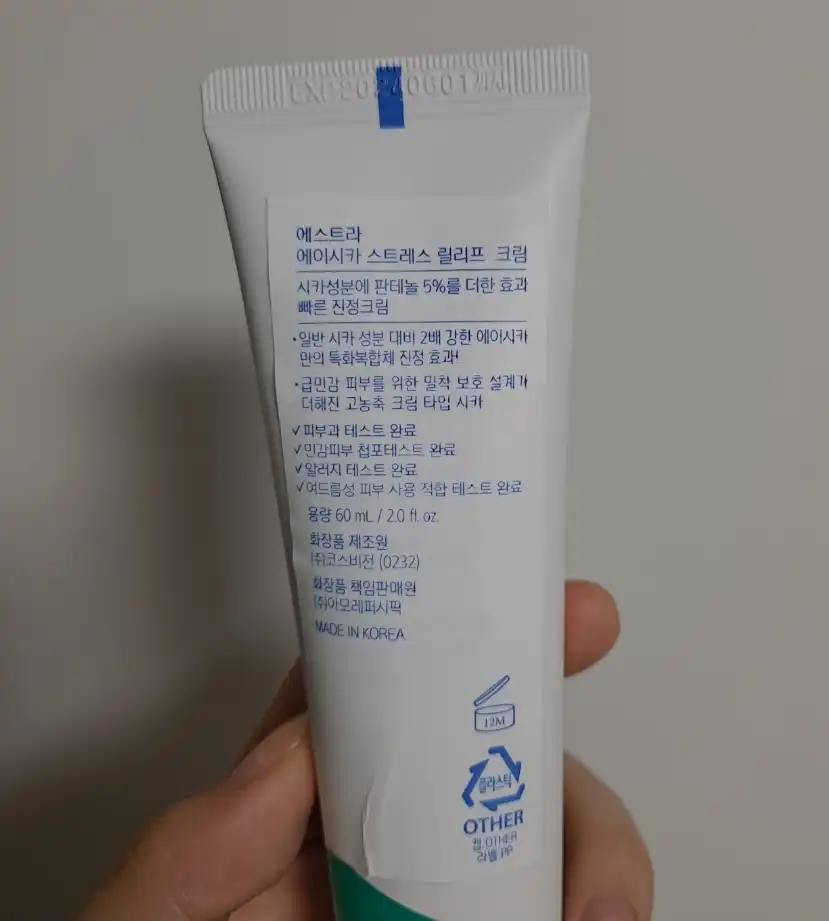 에스트라
에이시카 스트레스 릴리프 크림
시카성분에 판테놀 5%를 더한 효과
빠른 진정크림
•일반 시카 성분 대비 2배 강한 에이시카
만의 특화복합체 진정 효과¹
•급민감 피부를 위한 밀착 보호 설계가
더해진 고농축 크림 타입 시카
✓피부과 테스트 완료
✓민감피부 첩포테스트 완료
✓알러지 테스트 완료
✓여드름성 피부 사용 적합 테스트 완료
용량 60 mL / 2.0 fl. oz.
화장품 제조원
(주)코스비전 (0232)
화장품 책임판매원
(주)아모레퍼시픽
MADE IN KOREA
12M
플라스틱
OTHER
캡:OTHER
라벨:PP